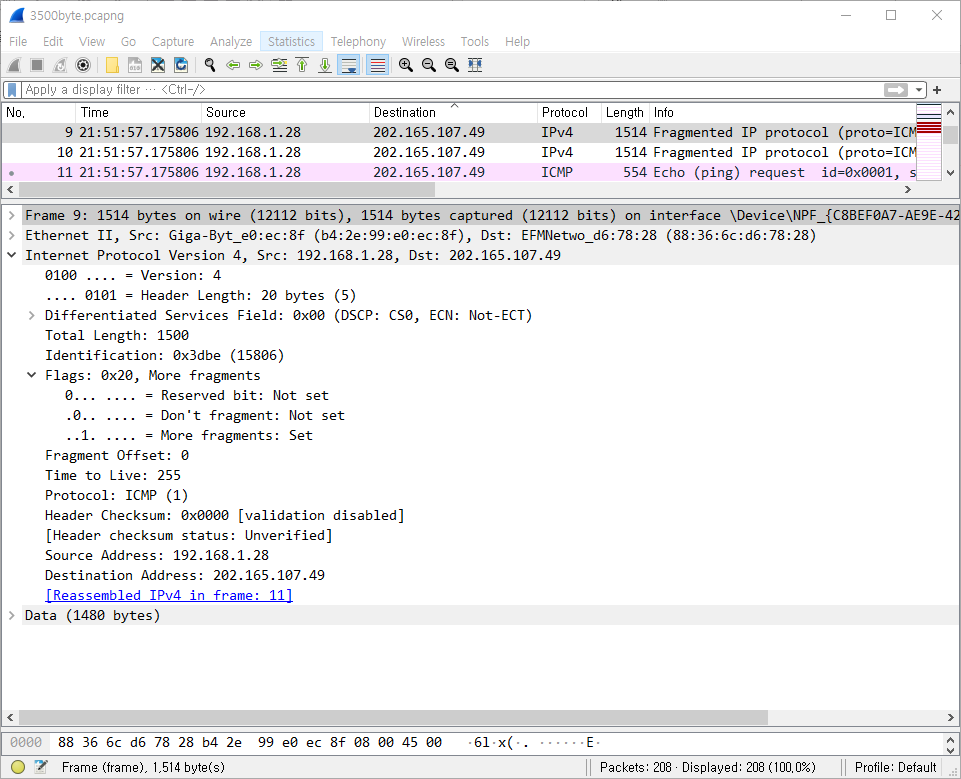 3500byte.pcapng
File Edit View Go Capture Analyze Statistics Telephony Wireless Tools Help
Apply a display filter ··· <Ctrl-/>
No. Time Source Destination Protocol Length Info
9 21:51:57.175806 192.168.1.28 202.165.107.49 IPv4 1514 Fragmented IP protocol (proto=ICM
10 21:51:57.175806 192.168.1.28 202.165.107.49 IPv4 1514 Fragmented IP protocol (proto=ICM
11 21:51:57.175806 192.168.1.28 202.165.107.49 ICMP 554 Echo (ping) request id=0x0001, s
Frame 9: 1514 bytes on wire (12112 bits), 1514 bytes captured (12112 bits) on interface \Device\NPF_{C8BEF0A7-AE9E-42
Ethernet II, Src: Giga-Byt_e0:ec:8f (b4:2e:99:e0:ec:8f), Dst: EFMNetwo_d6:78:28 (88:36:6c:d6:78:28)
Internet Protocol Version 4, Src: 192.168.1.28, Dst: 202.165.107.49
0100 .... = Version: 4
.... 0101 = Header Length: 20 bytes (5)
Differentiated Services Field: 0x00 (DSCP: CS0, ECN: Not-ECT)
Total Length: 1500
Identification: 0x3dbe (15806)
Flags: 0x20, More fragments
0... .... = Reserved bit: Not set
.0.. .... = Don't fragment: Not set
..1. .... = More fragments: Set
Fragment Offset: 0
Time to Live: 255
Protocol: ICMP (1)
Header Checksum: 0x0000 [validation disabled]
[Header checksum status: Unverified]
Source Address: 192.168.1.28
Destination Address: 202.165.107.49
[Reassembled IPv4 in frame: 11]
Data (1480 bytes)
0000 88 36 6c d6 78 28 b4 2e 99 e0 ec 8f 08 00 45 00 ·6l·x(·. ······E·
Frame (frame), 1,514 byte(s) Packets: 208 · Displayed: 208 (100,0%) Profile: Default